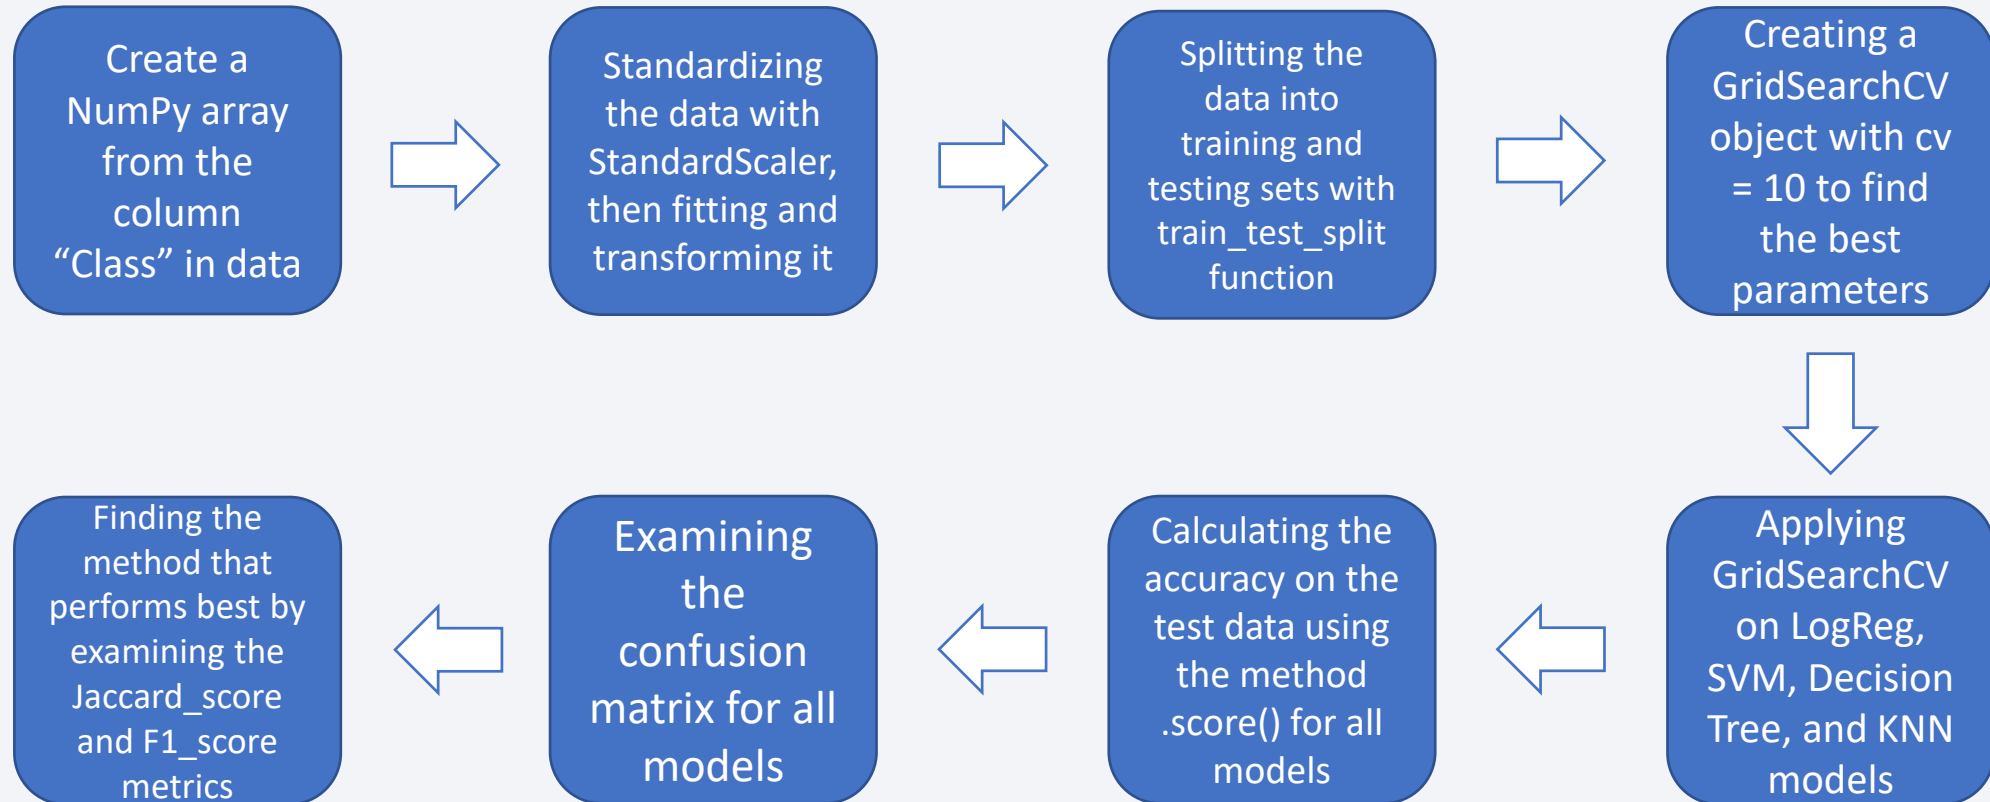 Create a
NumPy array
from the
column
“Class” in data
Standardizing
the data with
StandardScaler,
then fitting and
transforming it
Splitting the
data into
training and
testing sets with
train_test_split
function
Creating a
GridSearchCV
object with cv
= 10 to find
the best
parameters
Applying
GridSearchCV
on LogReg,
SVM, Decision
Tree, and KNN
models
Calculating the
accuracy on the
test data using
the method
.score() for all
models
Examining
the
confusion
matrix for all
models
Finding the
method that
performs best by
examining the
Jaccard_score
and F1_score
metrics